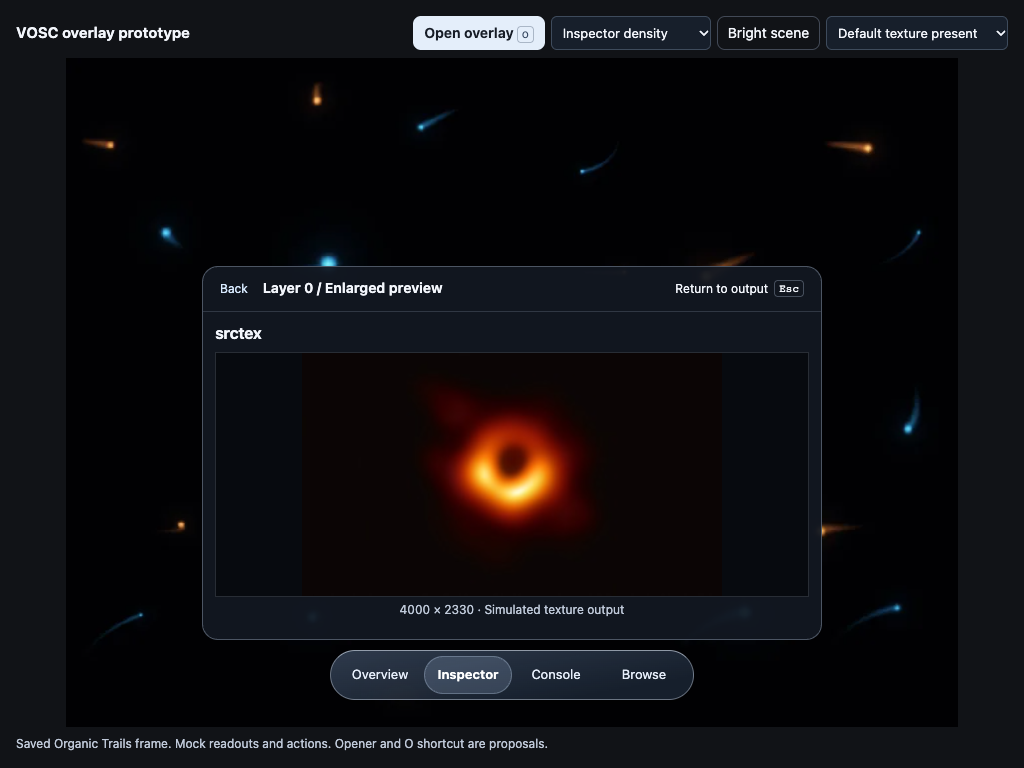 VOSC overlay prototype
Open overlay o
Inspector density
Bright scene
Default texture present
Back
Layer 0 / Enlarged preview
Return to output Esc
srctex
4000 × 2330 · Simulated texture output
Overview
Inspector
Console
Browse
Saved Organic Trails frame. Mock readouts and actions. Opener and O shortcut are proposals.